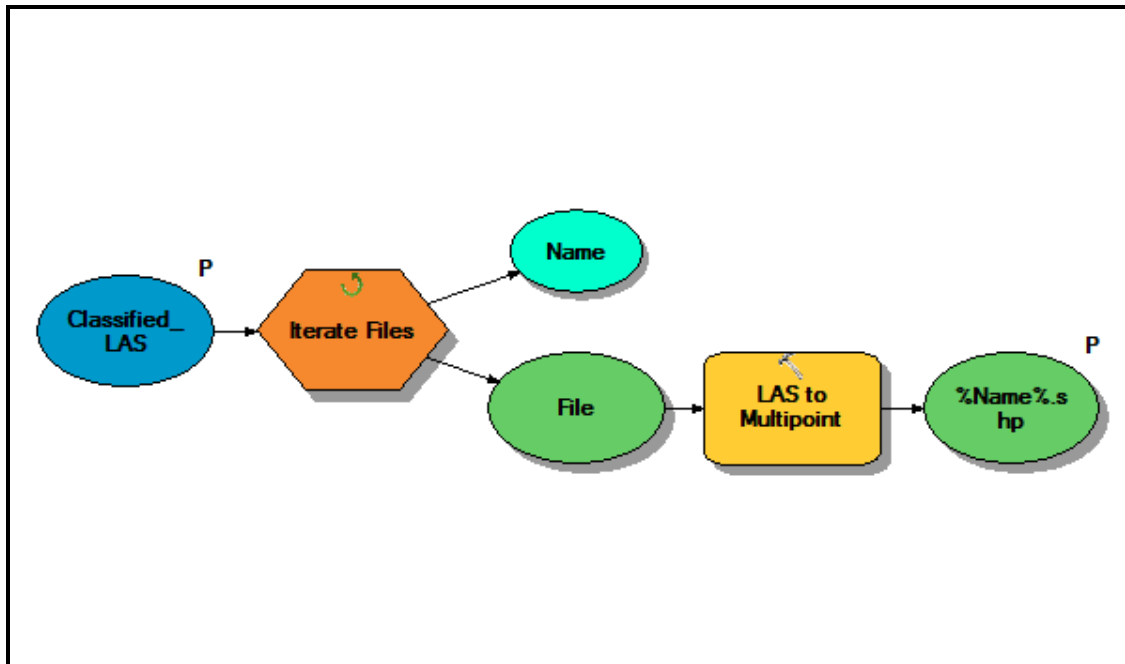 P
Classified_
LAS
Iterate Files
Name
File
LAS to
Multipoint
P
%Name%.s
hp